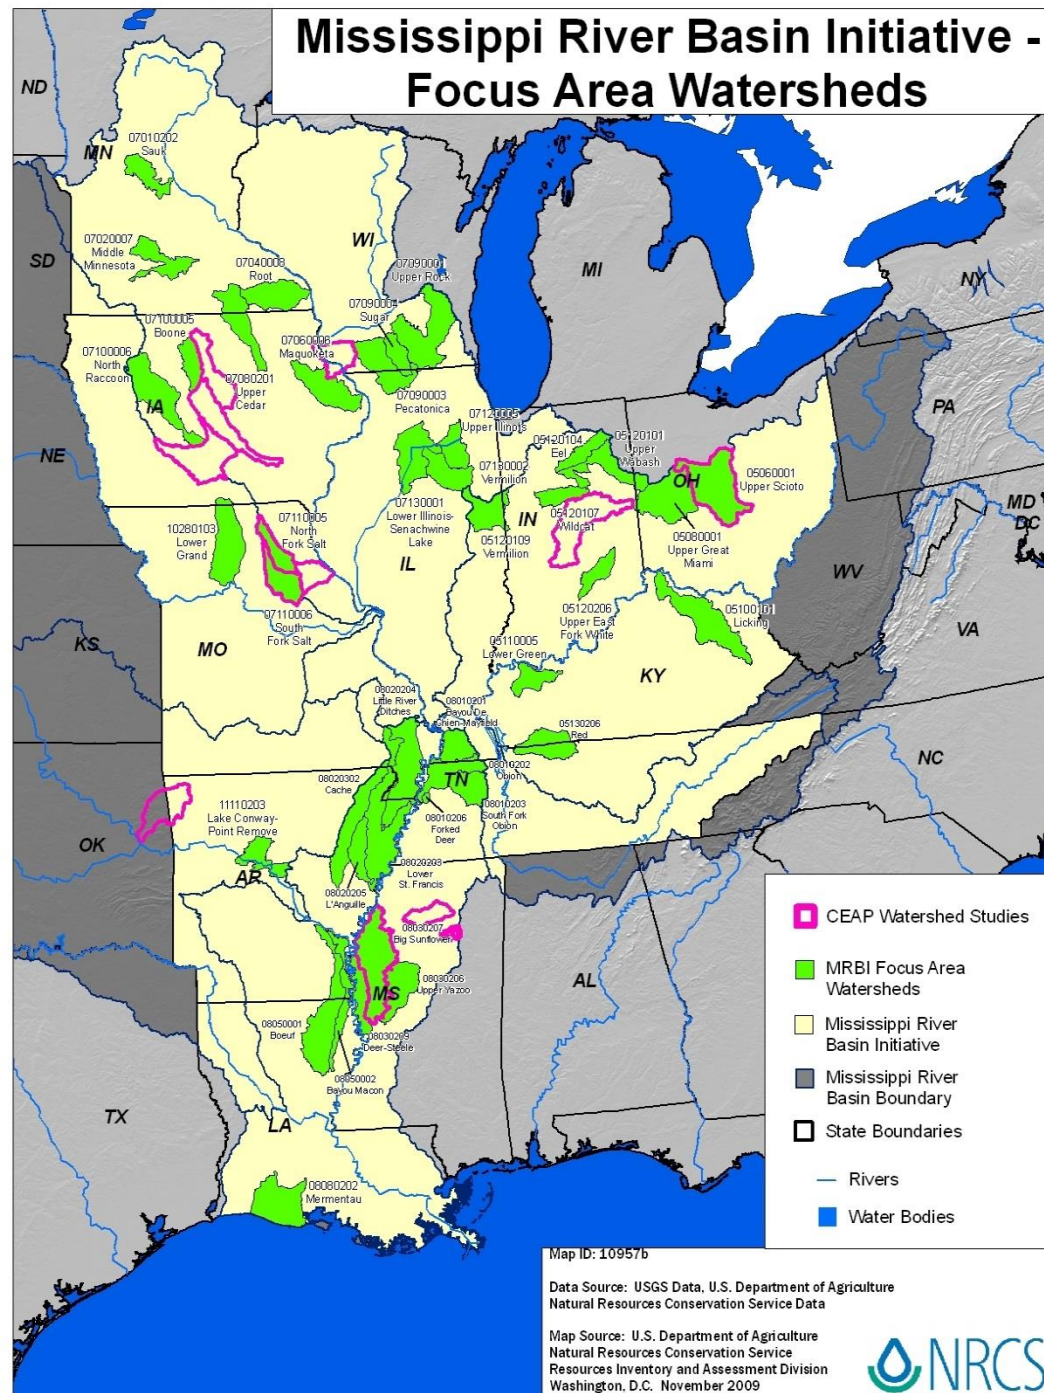 Mississippi River Basin Initiative -
Focus Area Watersheds
ND
MN
07010202
Sauk
SD
07020007
Middle
Minnesota
07040008
Root
WI
07090001
Upper Rock
MI
NY
07090004
Sugar
07100005
Boone
07100006
North
Raccoon
07060006
Maquoketa
07080201
Upper
Cedar
IA
07090003
Pecatonica
PA
NE
07120005
Upper Illinois
05120104
Eel
05120101
Upper
Wabash
OH
05060001
Upper Scioto
MD
DC
07130002
Vermilion
07130001
Lower Illinois-
Senachwine
Lake
05120109
Vermilion
IN
05120107
Wildcat
05080001
Upper Great
Miami
10280103
Lower
Grand
07110005
North
Fork Salt
IL
WV
VA
07110006
South
Fork Salt
05120206
Upper East
Fork White
05100101
Licking
KS
MO
05110005
Lower Green
KY
08020204
Little River
Ditches
08010201
Bayou De
Chien-Mayfield
05130206
Red
NC
08020302
Cache
TN
08010202
Obion
11110203
Lake Conway-
Point Remove
08010206
Forked
Deer
08010203
South Fork
Obion
OK
AR
08020203
Lower
St. Francis
08020205
L'Anguille
08030207
Big Sunflower
AL
08030206
Upper Yazoo
MS
08050001
Boeuf
08030209
Deer-Steele
08050002
Bayou Macon
TX
LA
08080202
Mermentau
CEAP Watershed Studies
MRBI Focus Area
Watersheds
Mississippi River
Basin Initiative
Mississippi River
Basin Boundary
State Boundaries
Rivers
Water Bodies
Map ID: 10957b
Data Source: USGS Data, U.S. Department of Agriculture
Natural Resources Conservation Service Data
Map Source: U.S. Department of Agriculture
Natural Resources Conservation Service
Resources Inventory and Assessment Division
Washington, D.C. November 2009
NRCS